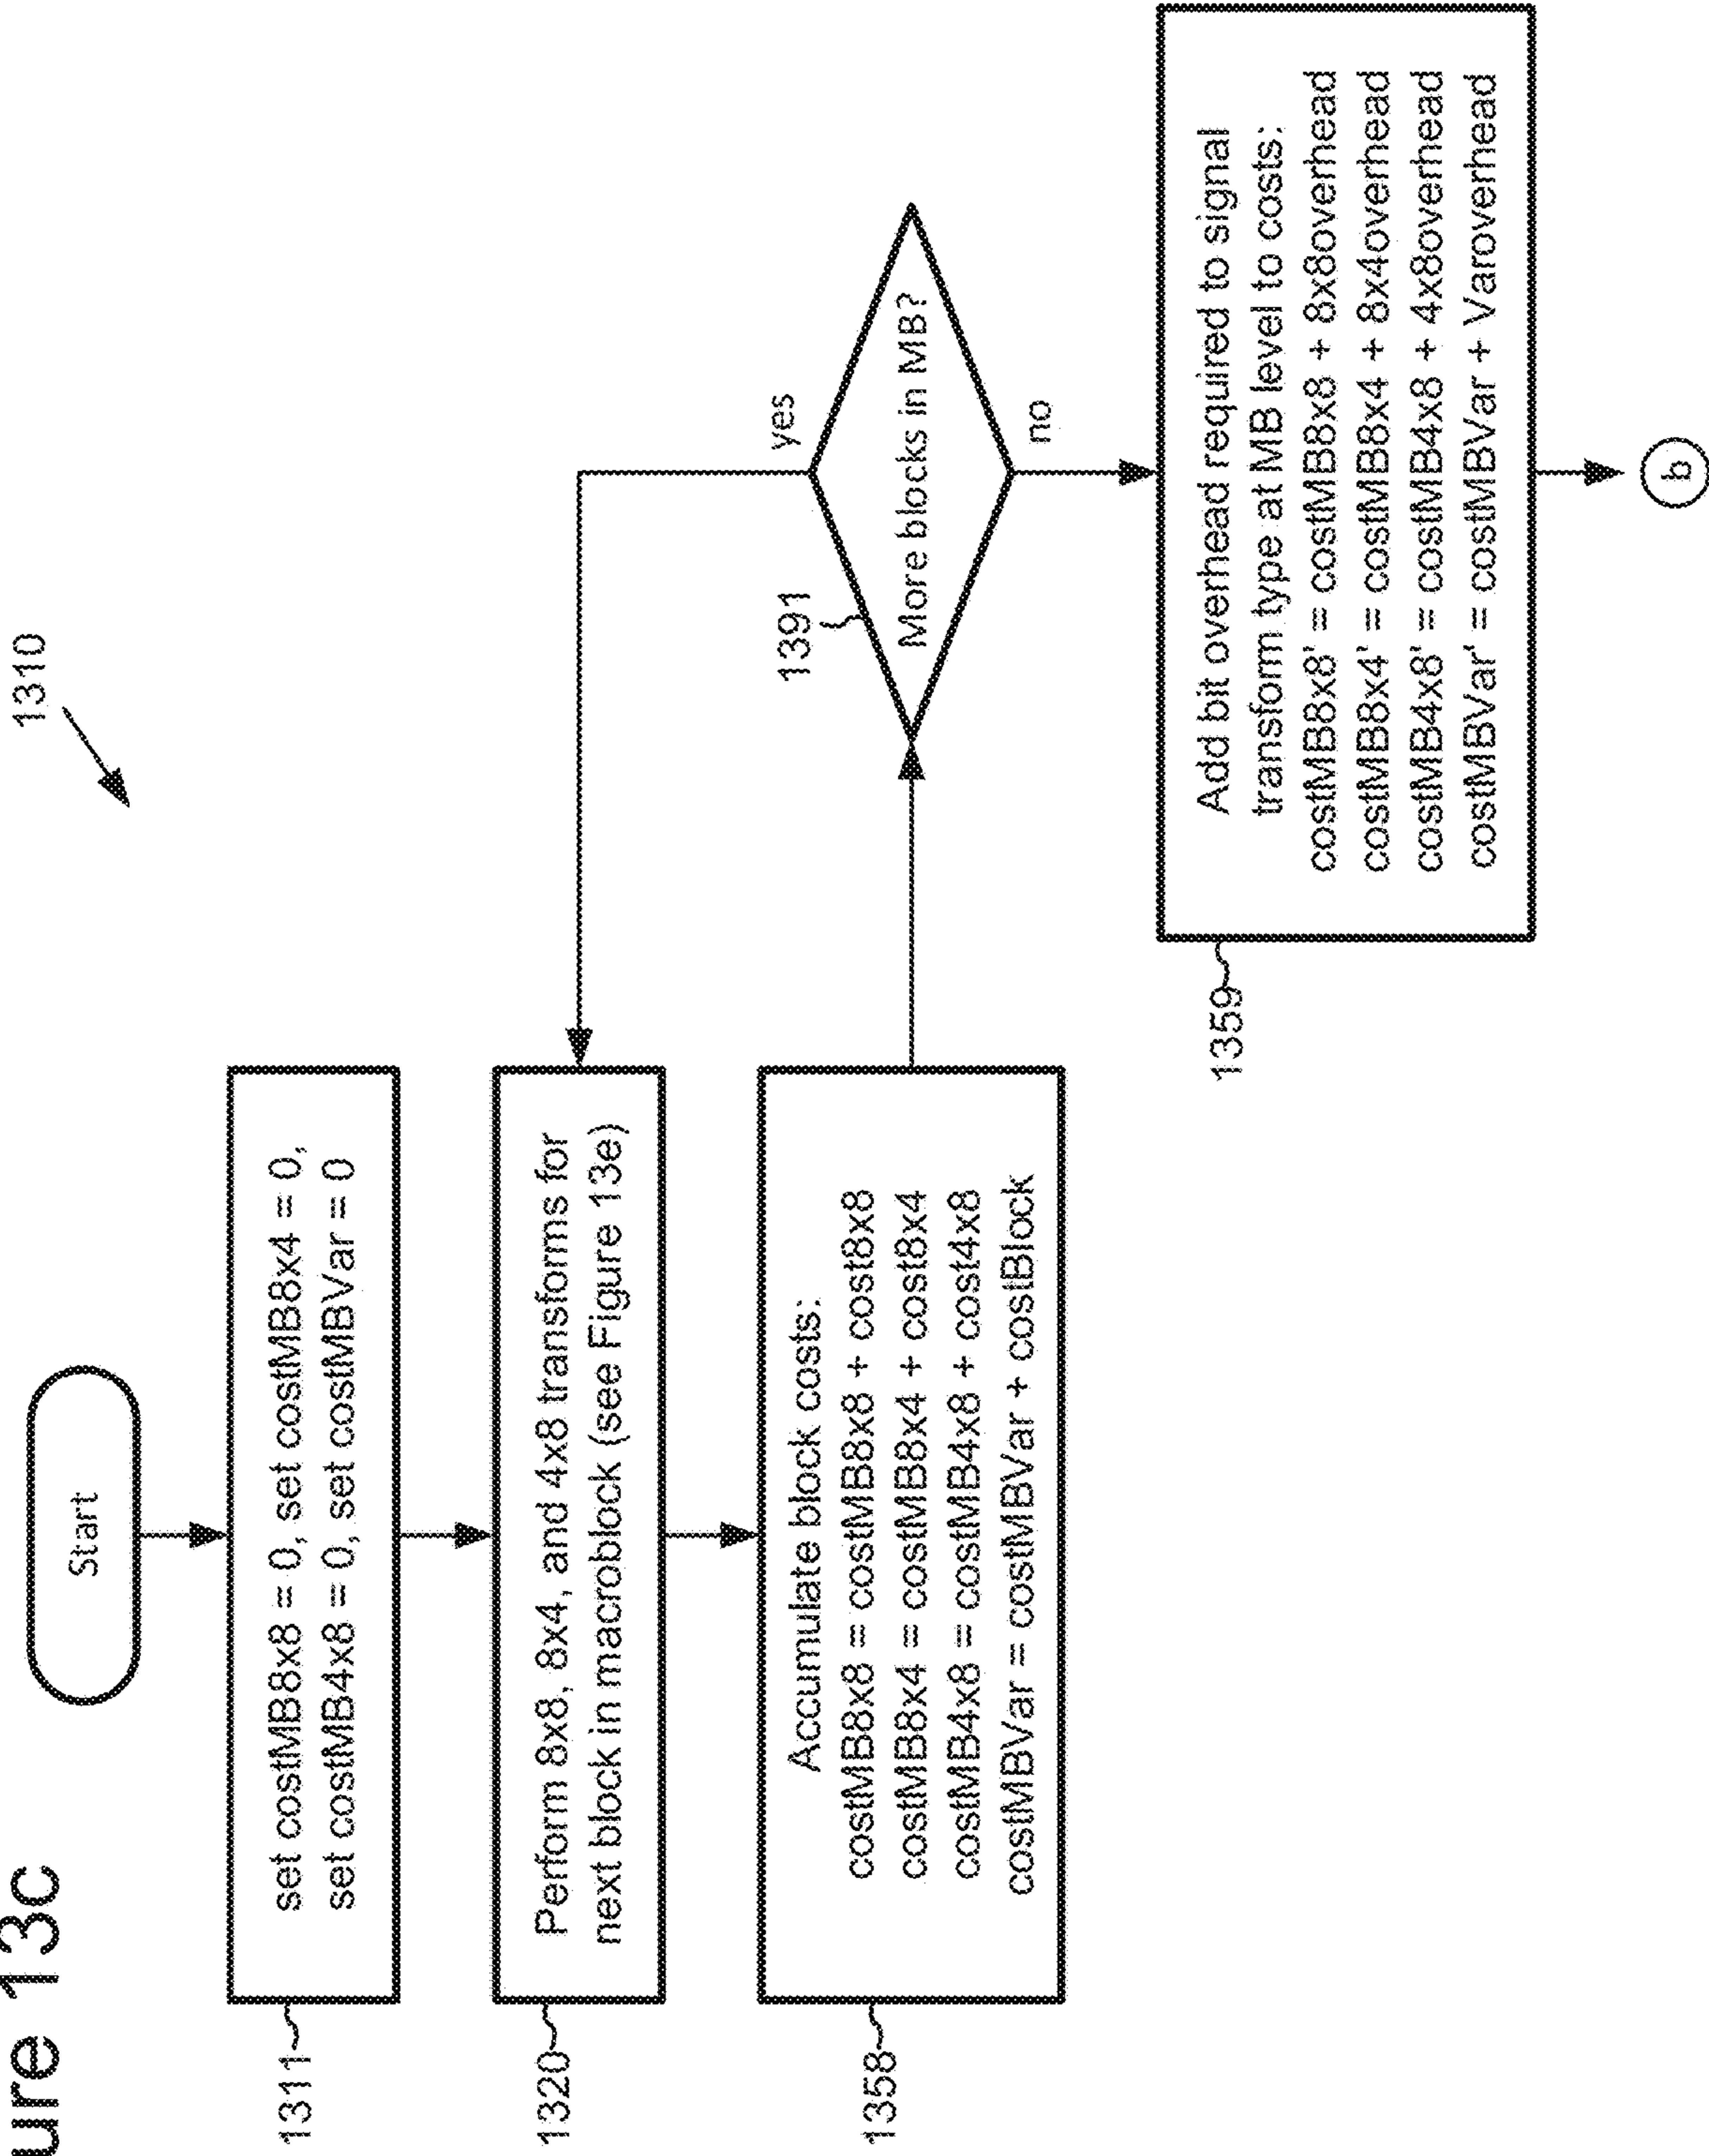 ure 13c
1310
Start
1311
set costMB8x8 = 0, set costMB8x4 = 0,
set costMB4x8 = 0, set costMBVar = 0
1320
Perform 8x8, 8x4, and 4x8 transforms for
next block in macroblock (see Figure 13e)
1358
Accumulate block costs:
costMB8x8 = costMB8x8 + cost8x8
costMB8x4 = costMB8x4 + cost8x4
costMB4x8 = costMB4x8 + cost4x8
costMBVar = costMBVar + costBlock
1391
More blocks in MB?
yes
no
1359
Add bit overhead required to signal
transform type at MB level to costs:
costMB8x8' = costMB8x8 + 8x8overhead
costMB8x4' = costMB8x4 + 8x4overhead
costMB4x8' = costMB4x8 + 4x8overhead
costMBVar' = costMBVar + Varoverhead
b